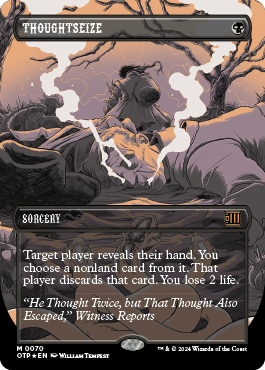 THOUGHTSEIZE
SORCERY
Target player reveals their hand. You
choose a nonland card from it. That
player discards that card. You lose 2 life.
“He Thought Twice, but That Thought Also
Escaped,” Witness Reports
M 0070
OTP ★ EN WILLIAM TEMPEST
™ & © 2024 Wizards of the Coast